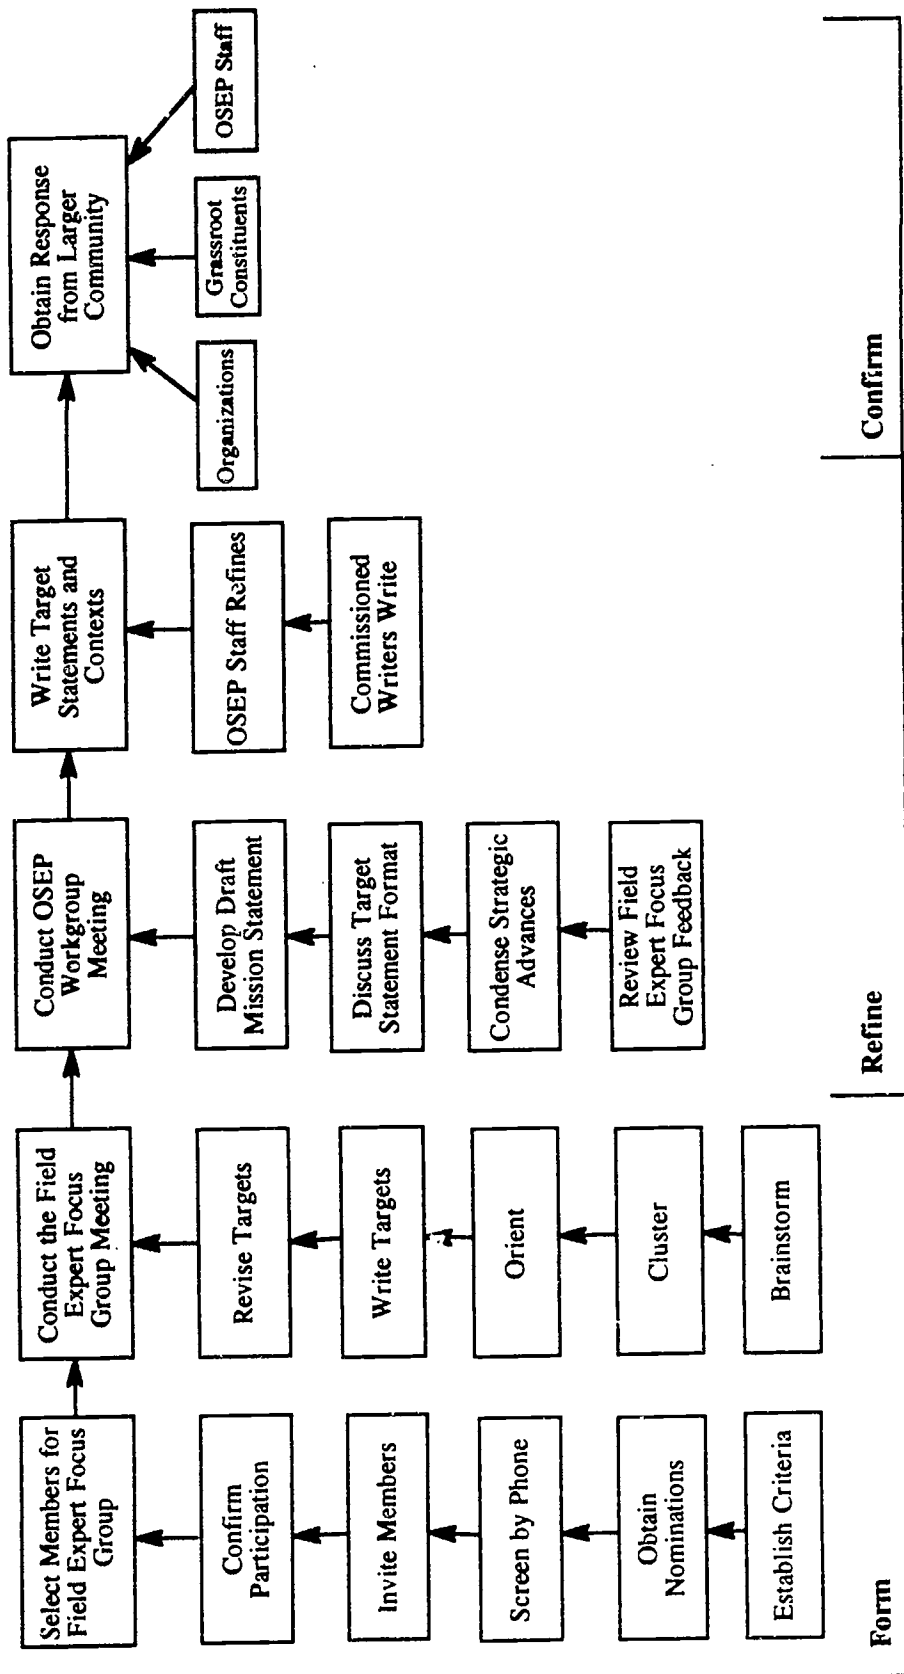 Select Members for
Field Expert Focus
Group
Confirm
Participation
Invite Members
Screen by Phone
Obtain
Nominations
Establish Criteria
Conduct the Field
Expert Focus
Group Meeting
Revise Targets
Write Targets
Orient
Cluster
Brainstorm
Conduct OSEP
Workgroup
Meeting
Develop Draft
Mission Statement
Discuss Target
Statement Format
Condense Strategic
Advances
Review Field
Expert Focus
Group Feedback
Write Target
Statements and
Contexts
OSEP Staff Refines
Commissioned
Writers Write
Obtain Response
from Larger
Community
Organizations
Grassroot
Constituents
OSEP Staff
Form
Refine
Confirm